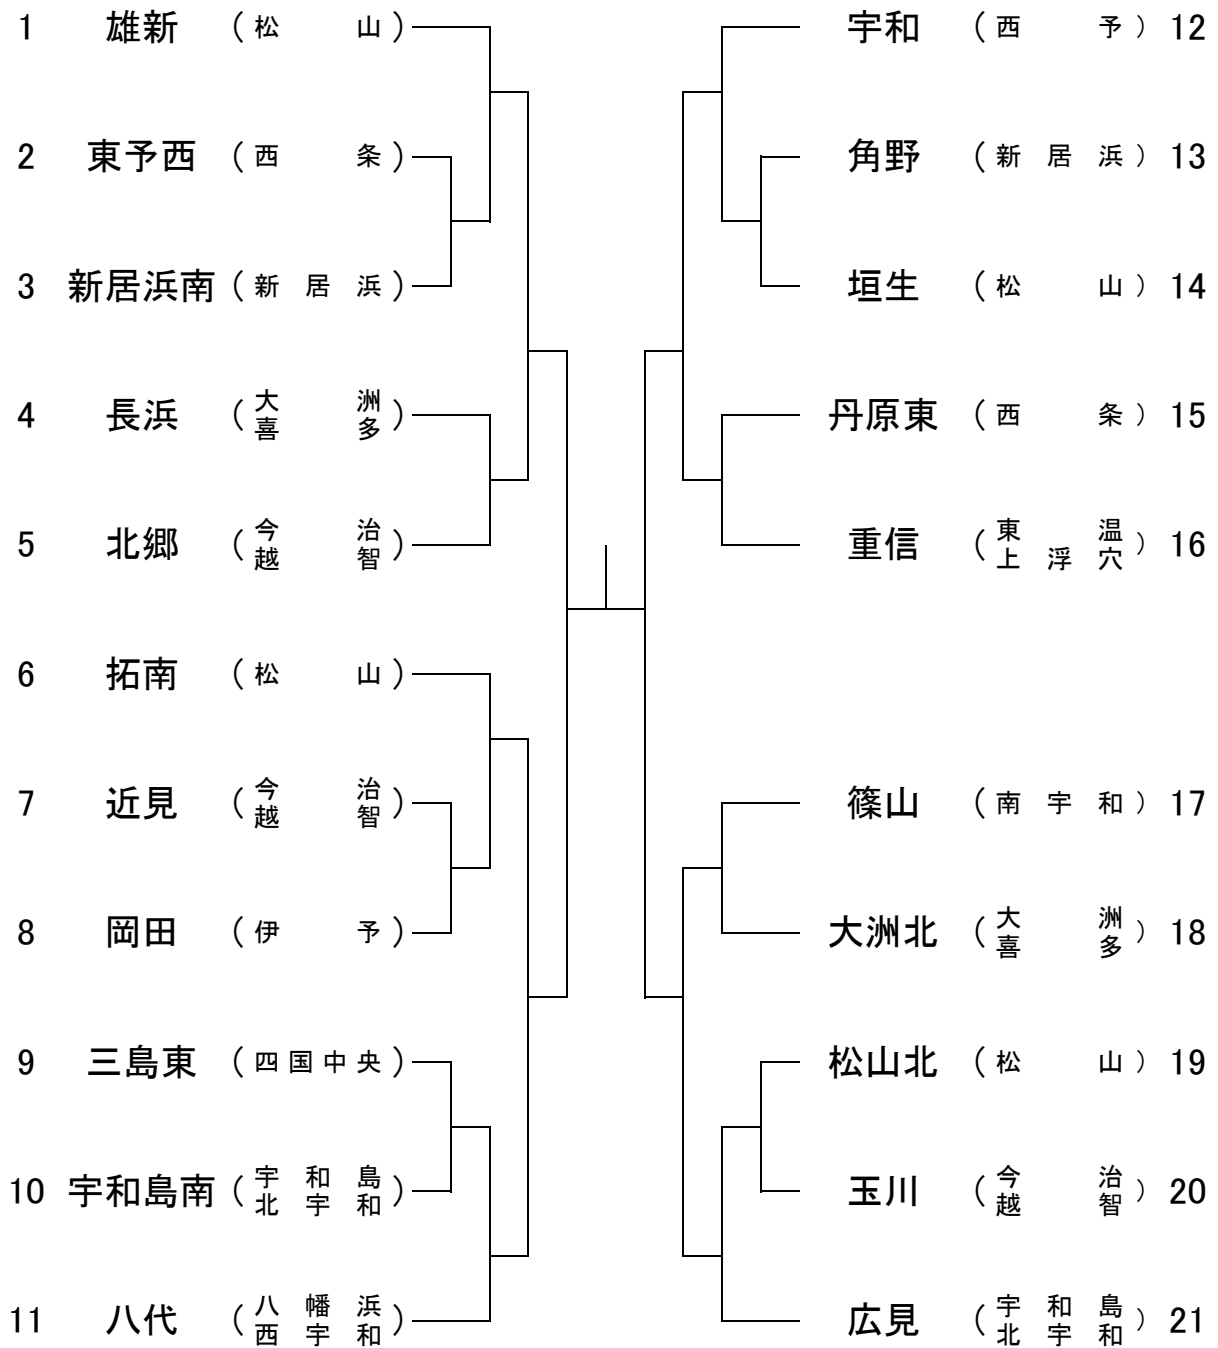 1 雄新 （松山）
2 東予西 （西条）
3 新居浜南 （新居浜）
4 長浜 （大洲喜多）
5 北郷 （今治越智）
6 拓南 （松山）
7 近見 （今治越智）
8 岡田 （伊予）
9 三島東 （四国中央）
10 宇和島南 （宇和島北宇和）
11 八代 （八幡浜西宇和）
宇和 （西予） 12
角野 （新居浜） 13
垣生 （松山） 14
丹原東 （西条） 15
重信 （東温上浮穴） 16
篠山 （南宇和） 17
大洲北 （大洲喜多） 18
松山北 （松山） 19
玉川 （今治越智） 20
広見 （宇和島北宇和） 21